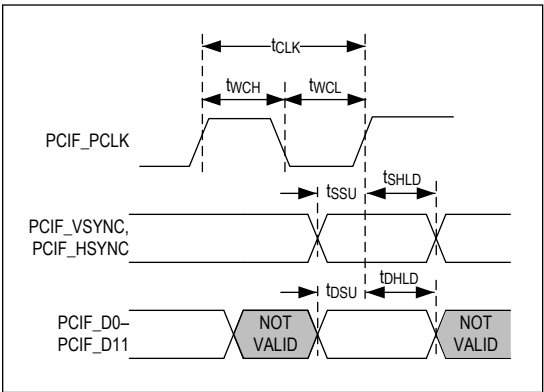 tCLK
tWCH
tWCL
PCIF_PCLK
tSSU
tSHLD
PCIF_VSYNC,
PCIF_HSYNC
tDSU
tDHLD
PCIF_D0–
PCIF_D11
NOT
VALID
NOT
VALID